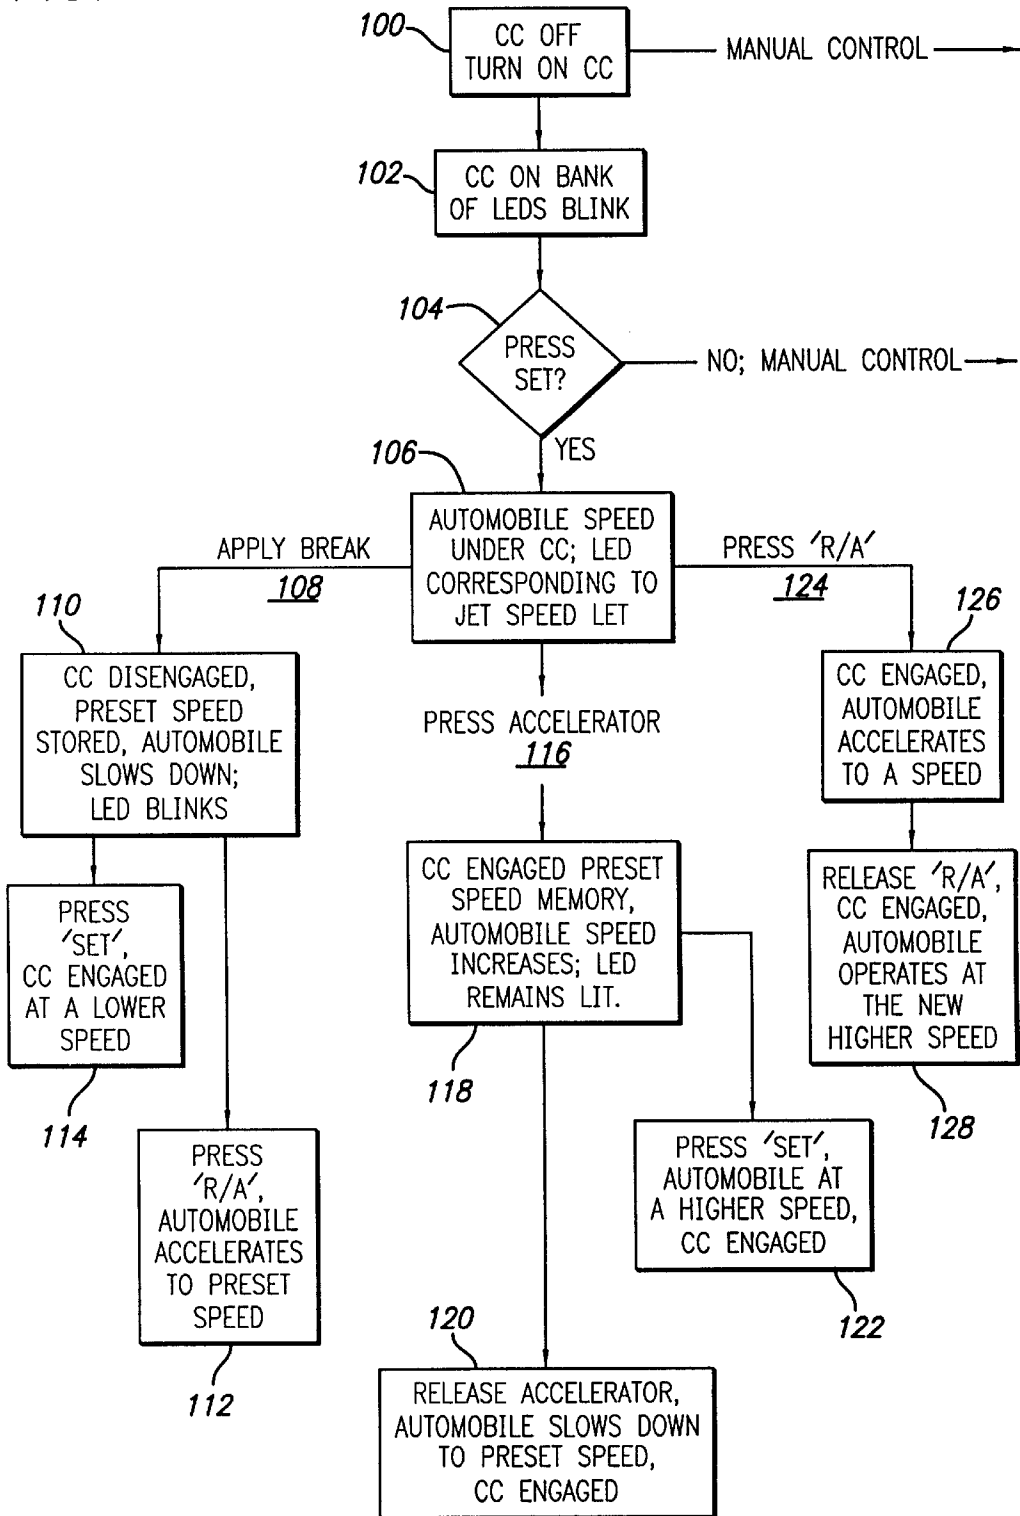 100
CC OFF
TURN ON CC
MANUAL CONTROL
102
CC ON BANK
OF LEDS BLINK
104
PRESS
SET?
NO; MANUAL CONTROL
YES
106
AUTOMOBILE SPEED
UNDER CC; LED
CORRESPONDING TO
JET SPEED LET
APPLY BREAK
108
PRESS 'R/A'
124
110
CC DISENGAGED,
PRESET SPEED
STORED, AUTOMOBILE
SLOWS DOWN;
LED BLINKS
PRESS ACCELERATOR
116
126
CC ENGAGED,
AUTOMOBILE
ACCELERATES
TO A SPEED
PRESS
'SET',
CC ENGAGED
AT A LOWER
SPEED
114
CC ENGAGED PRESET
SPEED MEMORY,
AUTOMOBILE SPEED
INCREASES; LED
REMAINS LIT.
118
RELEASE 'R/A',
CC ENGAGED,
AUTOMOBILE
OPERATES AT
THE NEW
HIGHER SPEED
128
PRESS
'R/A',
AUTOMOBILE
ACCELERATES
TO PRESET
SPEED
112
PRESS 'SET',
AUTOMOBILE AT
A HIGHER SPEED,
CC ENGAGED
122
120
RELEASE ACCELERATOR,
AUTOMOBILE SLOWS DOWN
TO PRESET SPEED,
CC ENGAGED